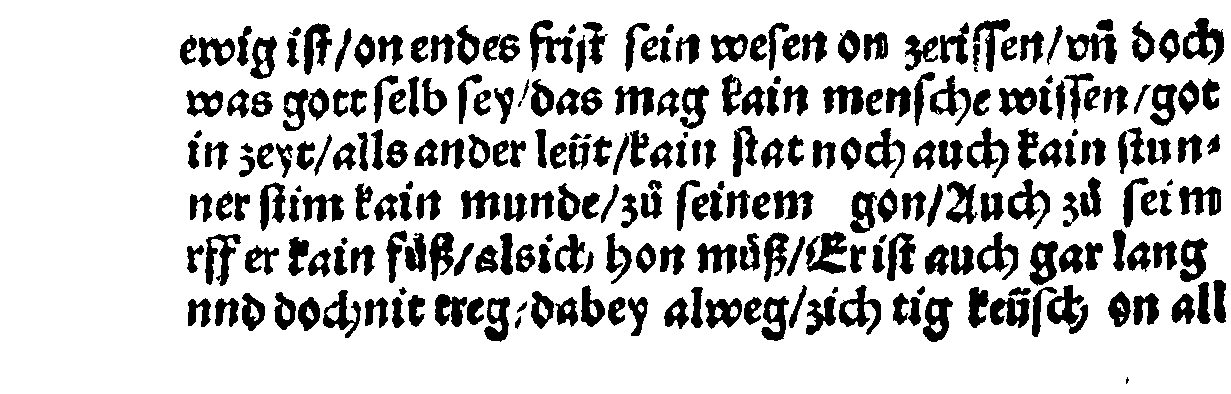 ewig ist/on endes frist̃ sein wesen on zerissen/vñ doch
was gott selb sey/das mag kain mensche wissen/got
in zeyt/alls ander leüt/kain stat noch auch kain stun⸗
ner stim kain munde/zů seinem gon/Auch zů seim
rff er kain fůß/als ich hon můß/Er ist auch gar lang
nnd doch nit treg/dabey alweg/zich tig keüsch on all